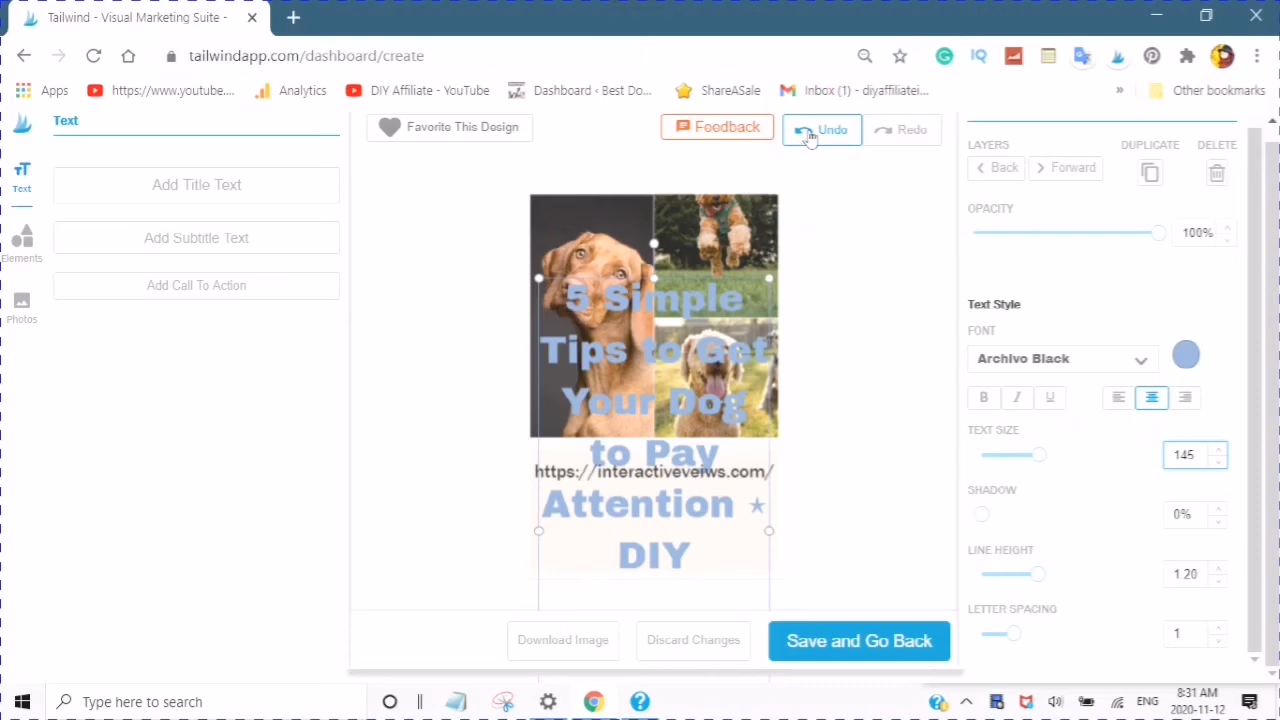 Tailwind - Visual Marketing Suite -
tailwindapp.com/dashboard/create
Apps
https://www.youtube...
Analytics
DIY Affiliate - YouTube
Dashboard ‹ Best Do...
ShareASale
Inbox (1) - diyaffiliatei...
»
Other bookmarks
Text
Favorite This Design
Feedback
Undo
Redo
Text
Elements
Photos
Add Title Text
Add Subtitle Text
Add Call To Action
5 Simple
Tips to Get
Your Dog
to Pay
https://interactiveveiws.com/
Attention ★
DIY
Download Image
Discard Changes
Save and Go Back
LAYERS
DUPLICATE
DELETE
Back
Forward
OPACITY
100%
Text Style
FONT
Archivo Black
B I U
TEXT SIZE
145
SHADOW
0%
LINE HEIGHT
1.20
LETTER SPACING
1
Type here to search
ENG
8:31 AM
2020-11-12